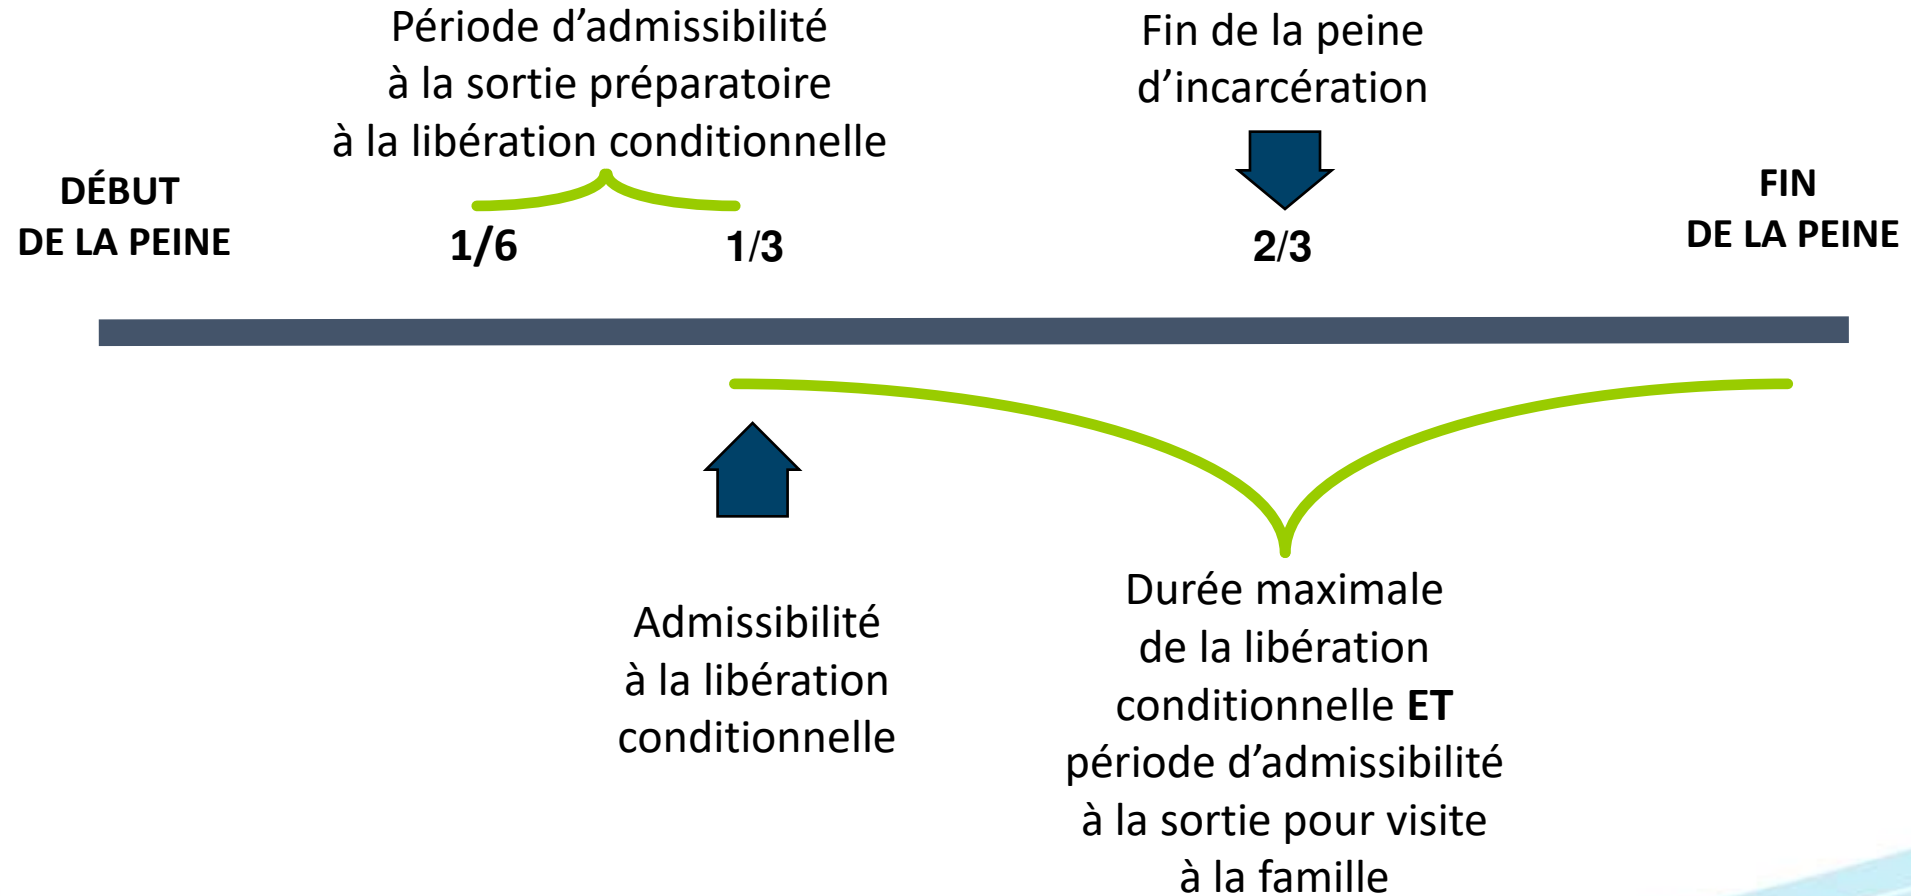 Période d’admissibilité
à la sortie préparatoire
à la libération conditionnelle
Fin de la peine
d’incarcération
DÉBUT
DE LA PEINE
1/6
1/3
2/3
FIN
DE LA PEINE
Admissibilité
à la libération
conditionnelle
Durée maximale
de la libération
conditionnelle ET
période d’admissibilité
à la sortie pour visite
à la famille